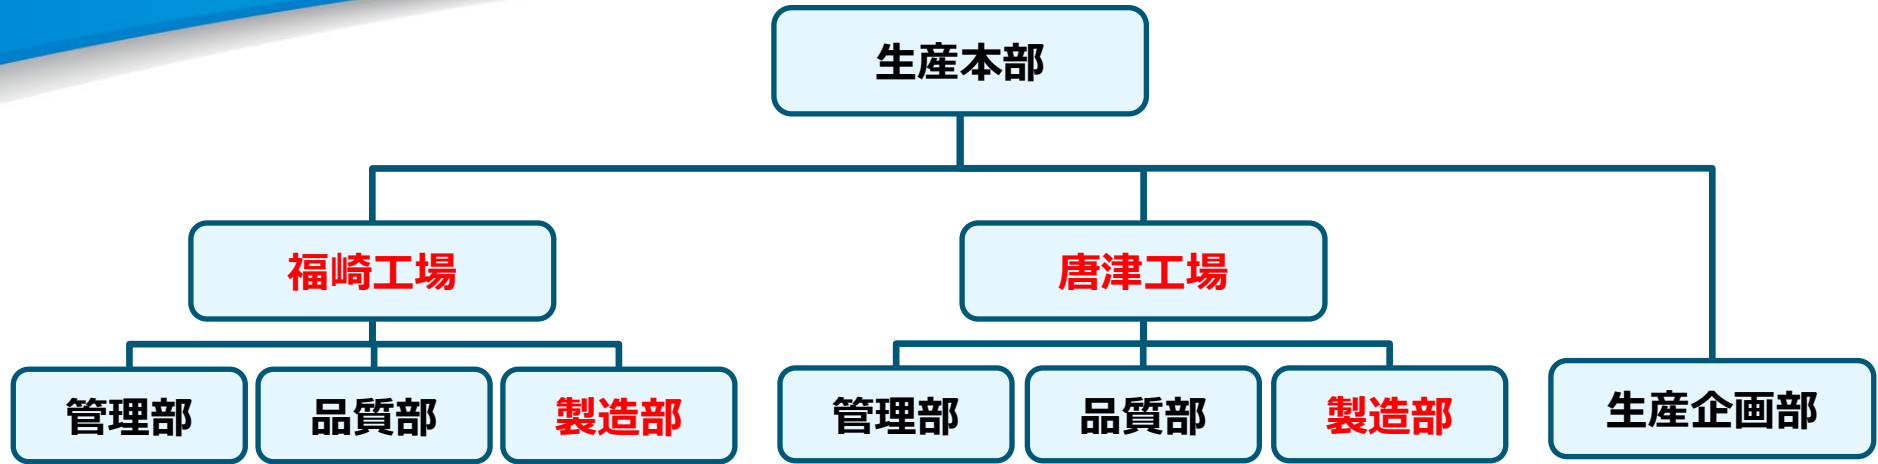 生産本部
福崎工場
唐津工場
管理部
品質部
製造部
管理部
品質部
製造部
生産企画部